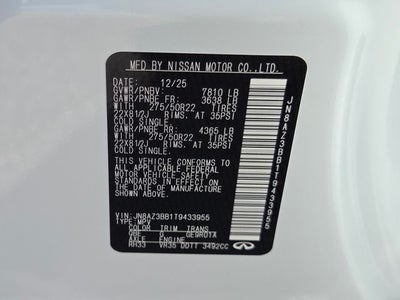 MFD BY NISSAN MOTOR CO.,LTD.
DATE 12/25
GVWR/PNBV: 7810 LB
GAWR/PNBE FR: 3638 LB
WITH 275/50R22 TIRES
22X8 1/2J RIMS. AT 35PSI
COLD SINGLE.
GAWR/PNBE RR: 4365 LB
WITH 275/50R22 TIRES
22X8 1/2J RIMS. AT 35PSI
COLD SINGLE.
THIS VEHICLE CONFORMS TO
ALL APPLICABLE FEDERAL
MOTOR VEHICLE SAFETY
STANDARDS IN EFFECT ON
THE DATE OF MANUFACTURE
SHOWN ABOVE.
VIN: JN8AZ3BB1T9433955
TYPE: MPV
COLOR TRIM TRANS
G GE9R01A
AXLE ENGINE
RH33 VR35 DDTT 3492CC
INFINITI
JN8AZ3BB1T9433955